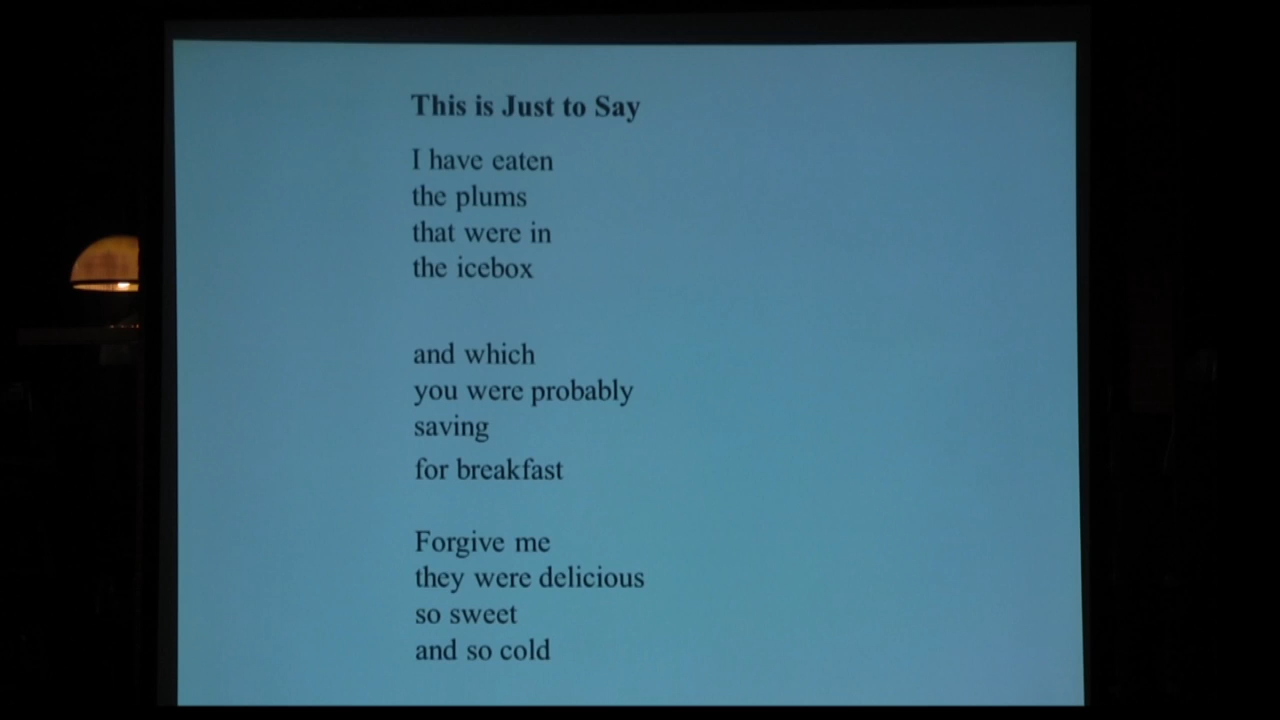 This is Just to Say
I have eaten
the plums
that were in
the icebox
and which
you were probably
saving
for breakfast
Forgive me
they were delicious
so sweet
and so cold